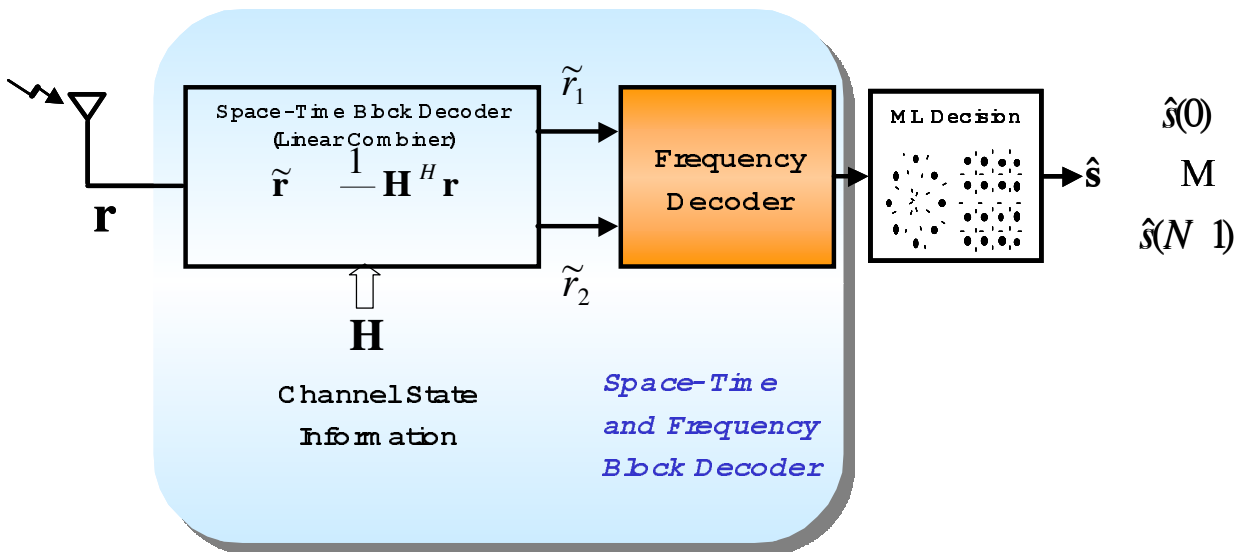 Space-Time Block Decoder
(Linear Combiner)
r̃ 1 — H^H r
r
r̃₁
r̃₂
H
Channel State
Information
Frequency
Decoder
Space-Time
and Frequency
Block Decoder
ML Decision
ŝ
ŝ(0)
M
ŝ(N 1)